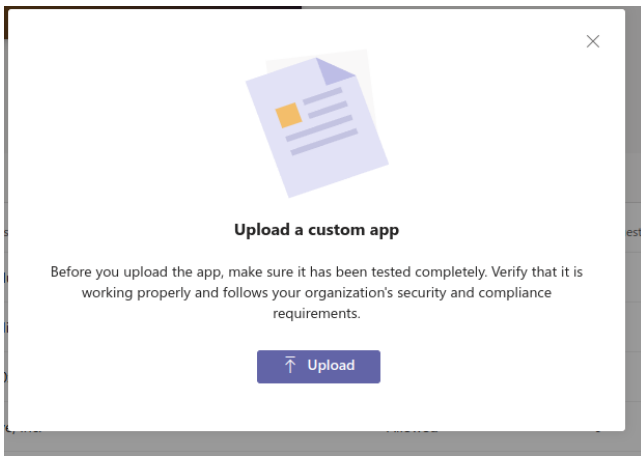 Upload a custom app
Before you upload the app, make sure it has been tested completely. Verify that it is
working properly and follows your organization's security and compliance
requirements.
Upload